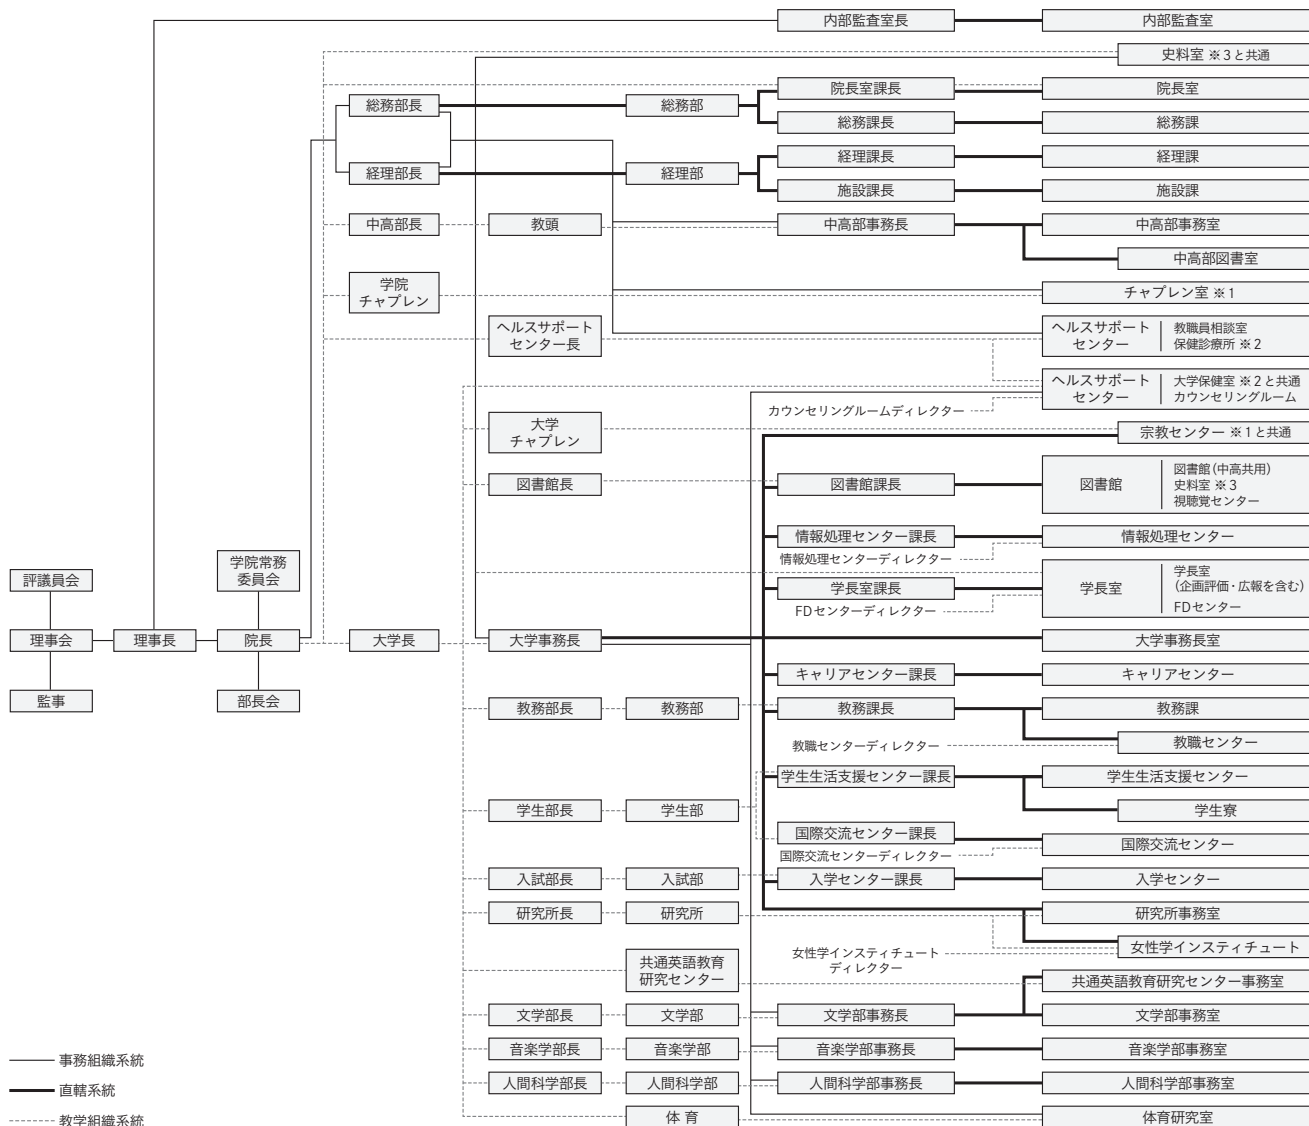 内部監査室長
内部監査室
史料室 ※3と共通
院長室課長
院長室
総務部長
総務部
総務課長
総務課
経理課長
経理課
経理部長
経理部
施設課長
施設課
中高部長
教頭
中高部事務長
中高部事務室
中高部図書室
学院
チャプレン
チャプレン室 ※1
ヘルスサポート
センター長
ヘルスサポート
センター
教職員相談室
保健診療所 ※2
ヘルスサポート
センター
大学保健室 ※2と共通
カウンセリングルーム
カウンセリングルームディレクター
大学
チャプレン
宗教センター ※1と共通
図書館長
図書館課長
図書館
図書館(中高共用)
史料室 ※3
視聴覚センター
情報処理センター課長
情報処理センター
情報処理センターディレクター
学長室課長
学長室
学長室
(企画評価・広報を含む)
FDセンター
FDセンターディレクター
評議員会
学院常務
委員会
理事会
理事長
院長
大学長
大学事務長
大学事務長室
監事
部長会
キャリアセンター課長
キャリアセンター
教務部長
教務部
教務課長
教務課
教職センターディレクター
教職センター
学生生活支援センター課長
学生生活支援センター
学生部長
学生部
学生寮
国際交流センター課長
国際交流センター
国際交流センターディレクター
入試部長
入試部
入学センター課長
入学センター
研究所長
研究所
研究所事務室
女性学インスティチュート
ディレクター
女性学インスティチュート
共通英語教育
研究センター
共通英語教育研究センター事務室
文学部長
文学部
文学部事務長
文学部事務室
音楽学部長
音楽学部
音楽学部事務長
音楽学部事務室
人間科学部長
人間科学部
人間科学部事務長
人間科学部事務室
体 育
体育研究室
事務組織系統
直轄系統
教学組織系統